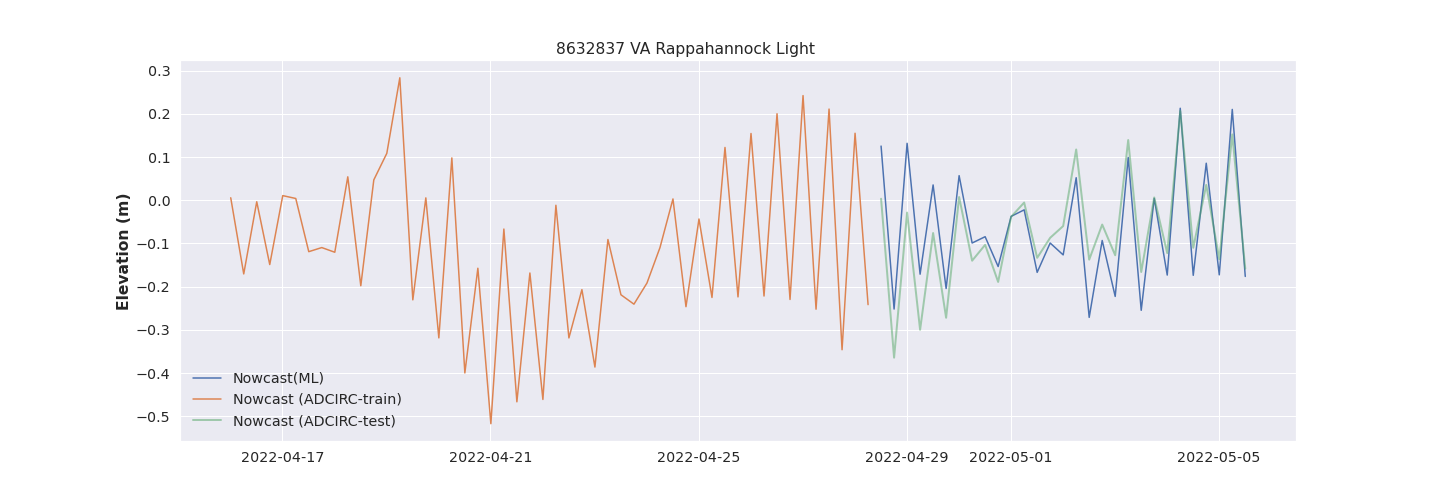 8632837 VA Rappahannock Light
Elevation (m)
0.3
0.2
0.1
0.0
−0.1
−0.2
−0.3
−0.4
−0.5
Nowcast(ML)
Nowcast (ADCIRC-train)
Nowcast (ADCIRC-test)
2022-04-17 2022-04-21 2022-04-25 2022-04-29 2022-05-01 2022-05-05